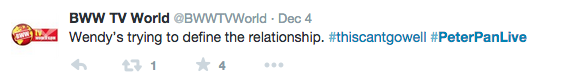 BWW TV World @BWWTVWorld · Dec 4
Wendy's trying to define the relationship. #thiscantgowell #PeterPanLive
1 4